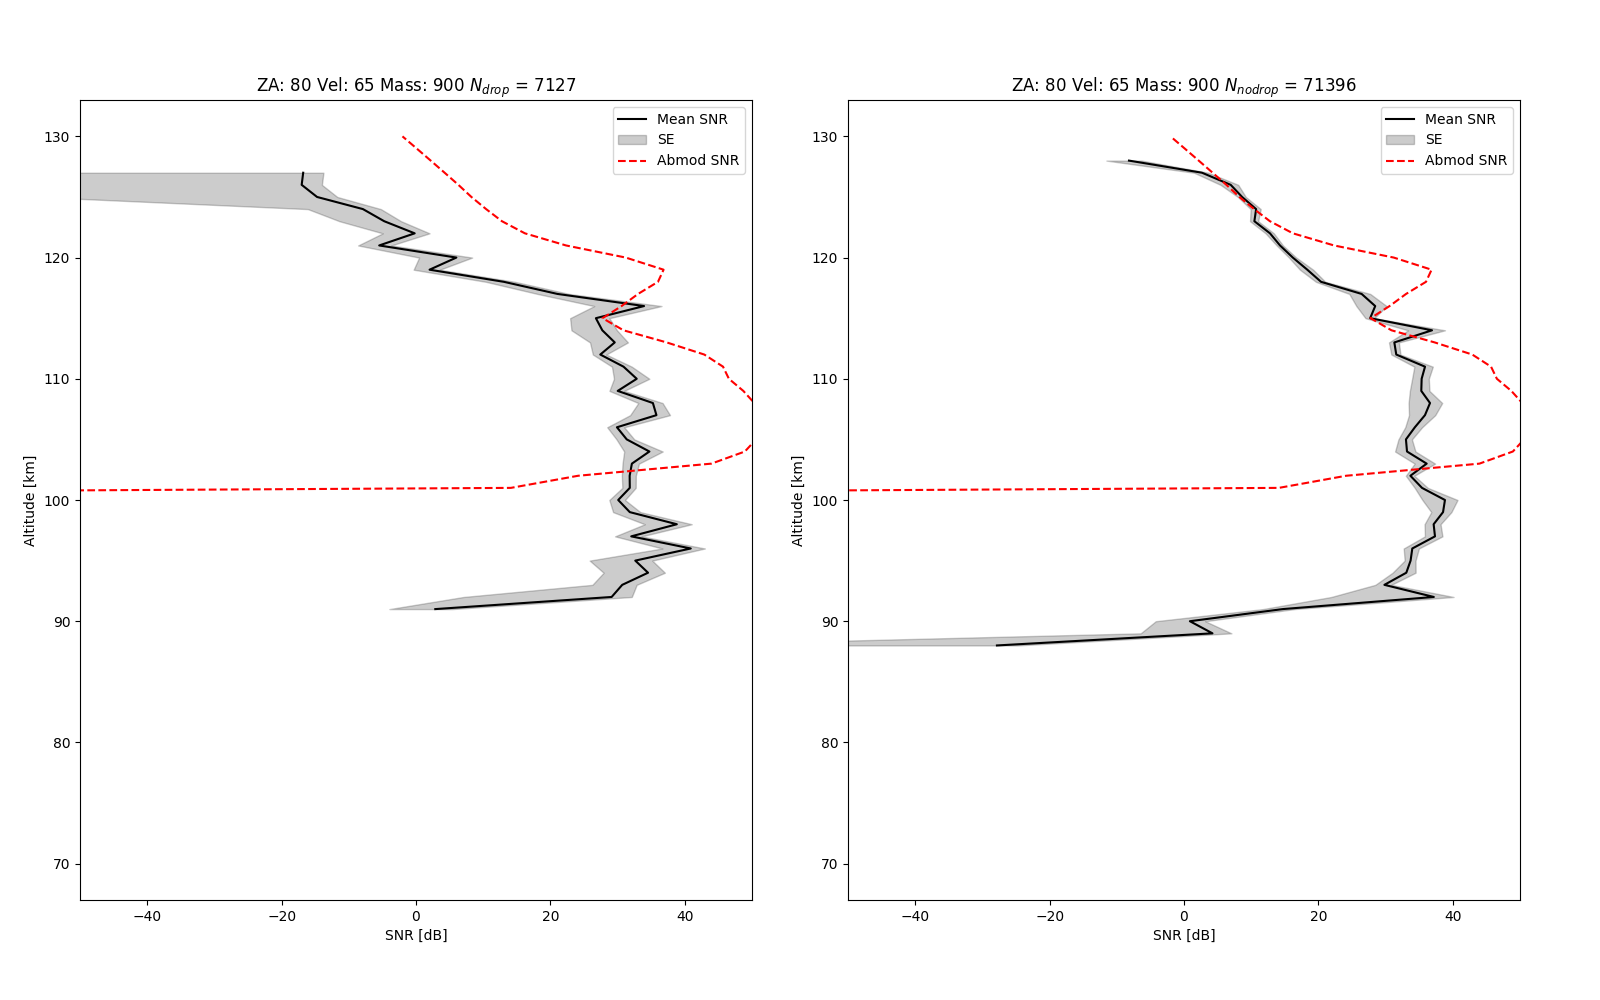 ZA: 80 Vel: 65 Mass: 900 N_drop = 7127
Mean SNR
SE
Abmod SNR
130
120
110
100
90
80
70
Altitude [km]
−40
−20
0
20
40
SNR [dB]
ZA: 80 Vel: 65 Mass: 900 N_nodrop = 71396
Mean SNR
SE
Abmod SNR
130
120
110
100
90
80
70
Altitude [km]
−40
−20
0
20
40
SNR [dB]